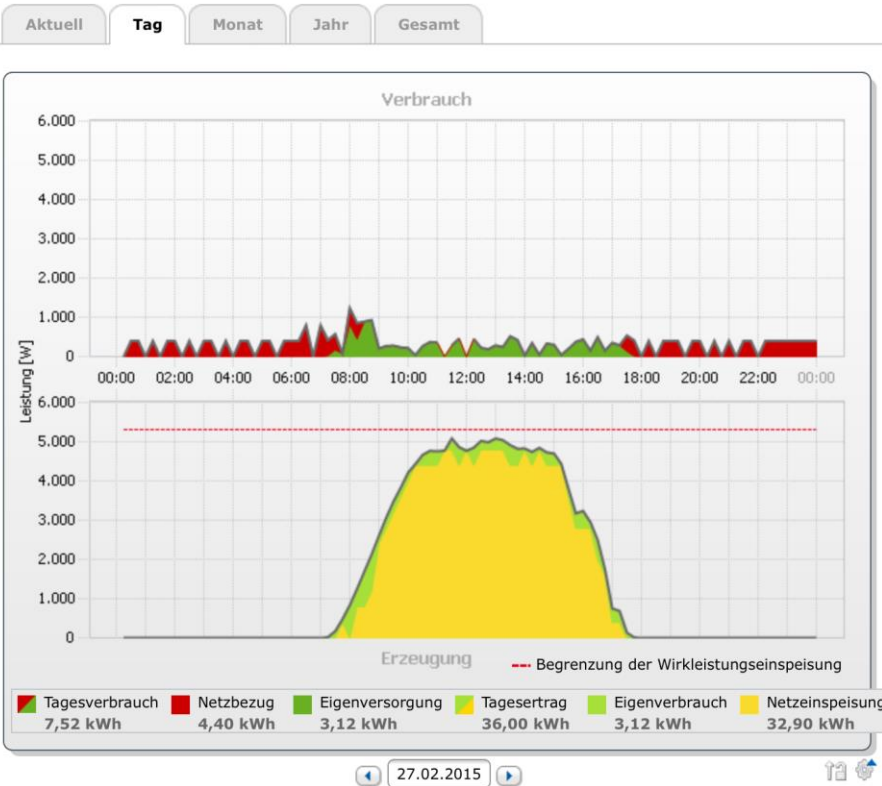 Aktuell Tag Monat Jahr Gesamt
Verbrauch
6.000
5.000
4.000
3.000
2.000
1.000
0
00:00 02:00 04:00 06:00 08:00 10:00 12:00 14:00 16:00 18:00 20:00 22:00 00:00
Leistung [W]
6.000
5.000
4.000
3.000
2.000
1.000
0
Erzeugung
Begrenzung der Wirkleistungseinspeisung
Tagesverbrauch Netzbezug Eigenversorgung Tagesertrag Eigenverbrauch Netzeinspeisung
7,52 kWh 4,40 kWh 3,12 kWh 36,00 kWh 3,12 kWh 32,90 kWh
27.02.2015